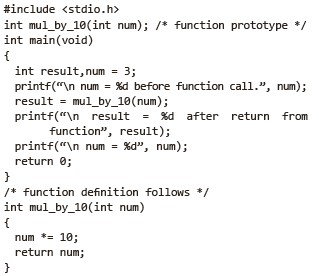 #include <stdio.h>
int mul_by_10(int num); /* function prototype */
int main(void)
{
int result,num = 3;
printf(“\n num = %d before function call.”, num);
result = mul_by_10(num);
printf(“\n result = %d after return from
function”, result);
printf(“\n num = %d”, num);
return 0;
}
/* function definition follows */
int mul_by_10(int num)
{
num *= 10;
return num;
}